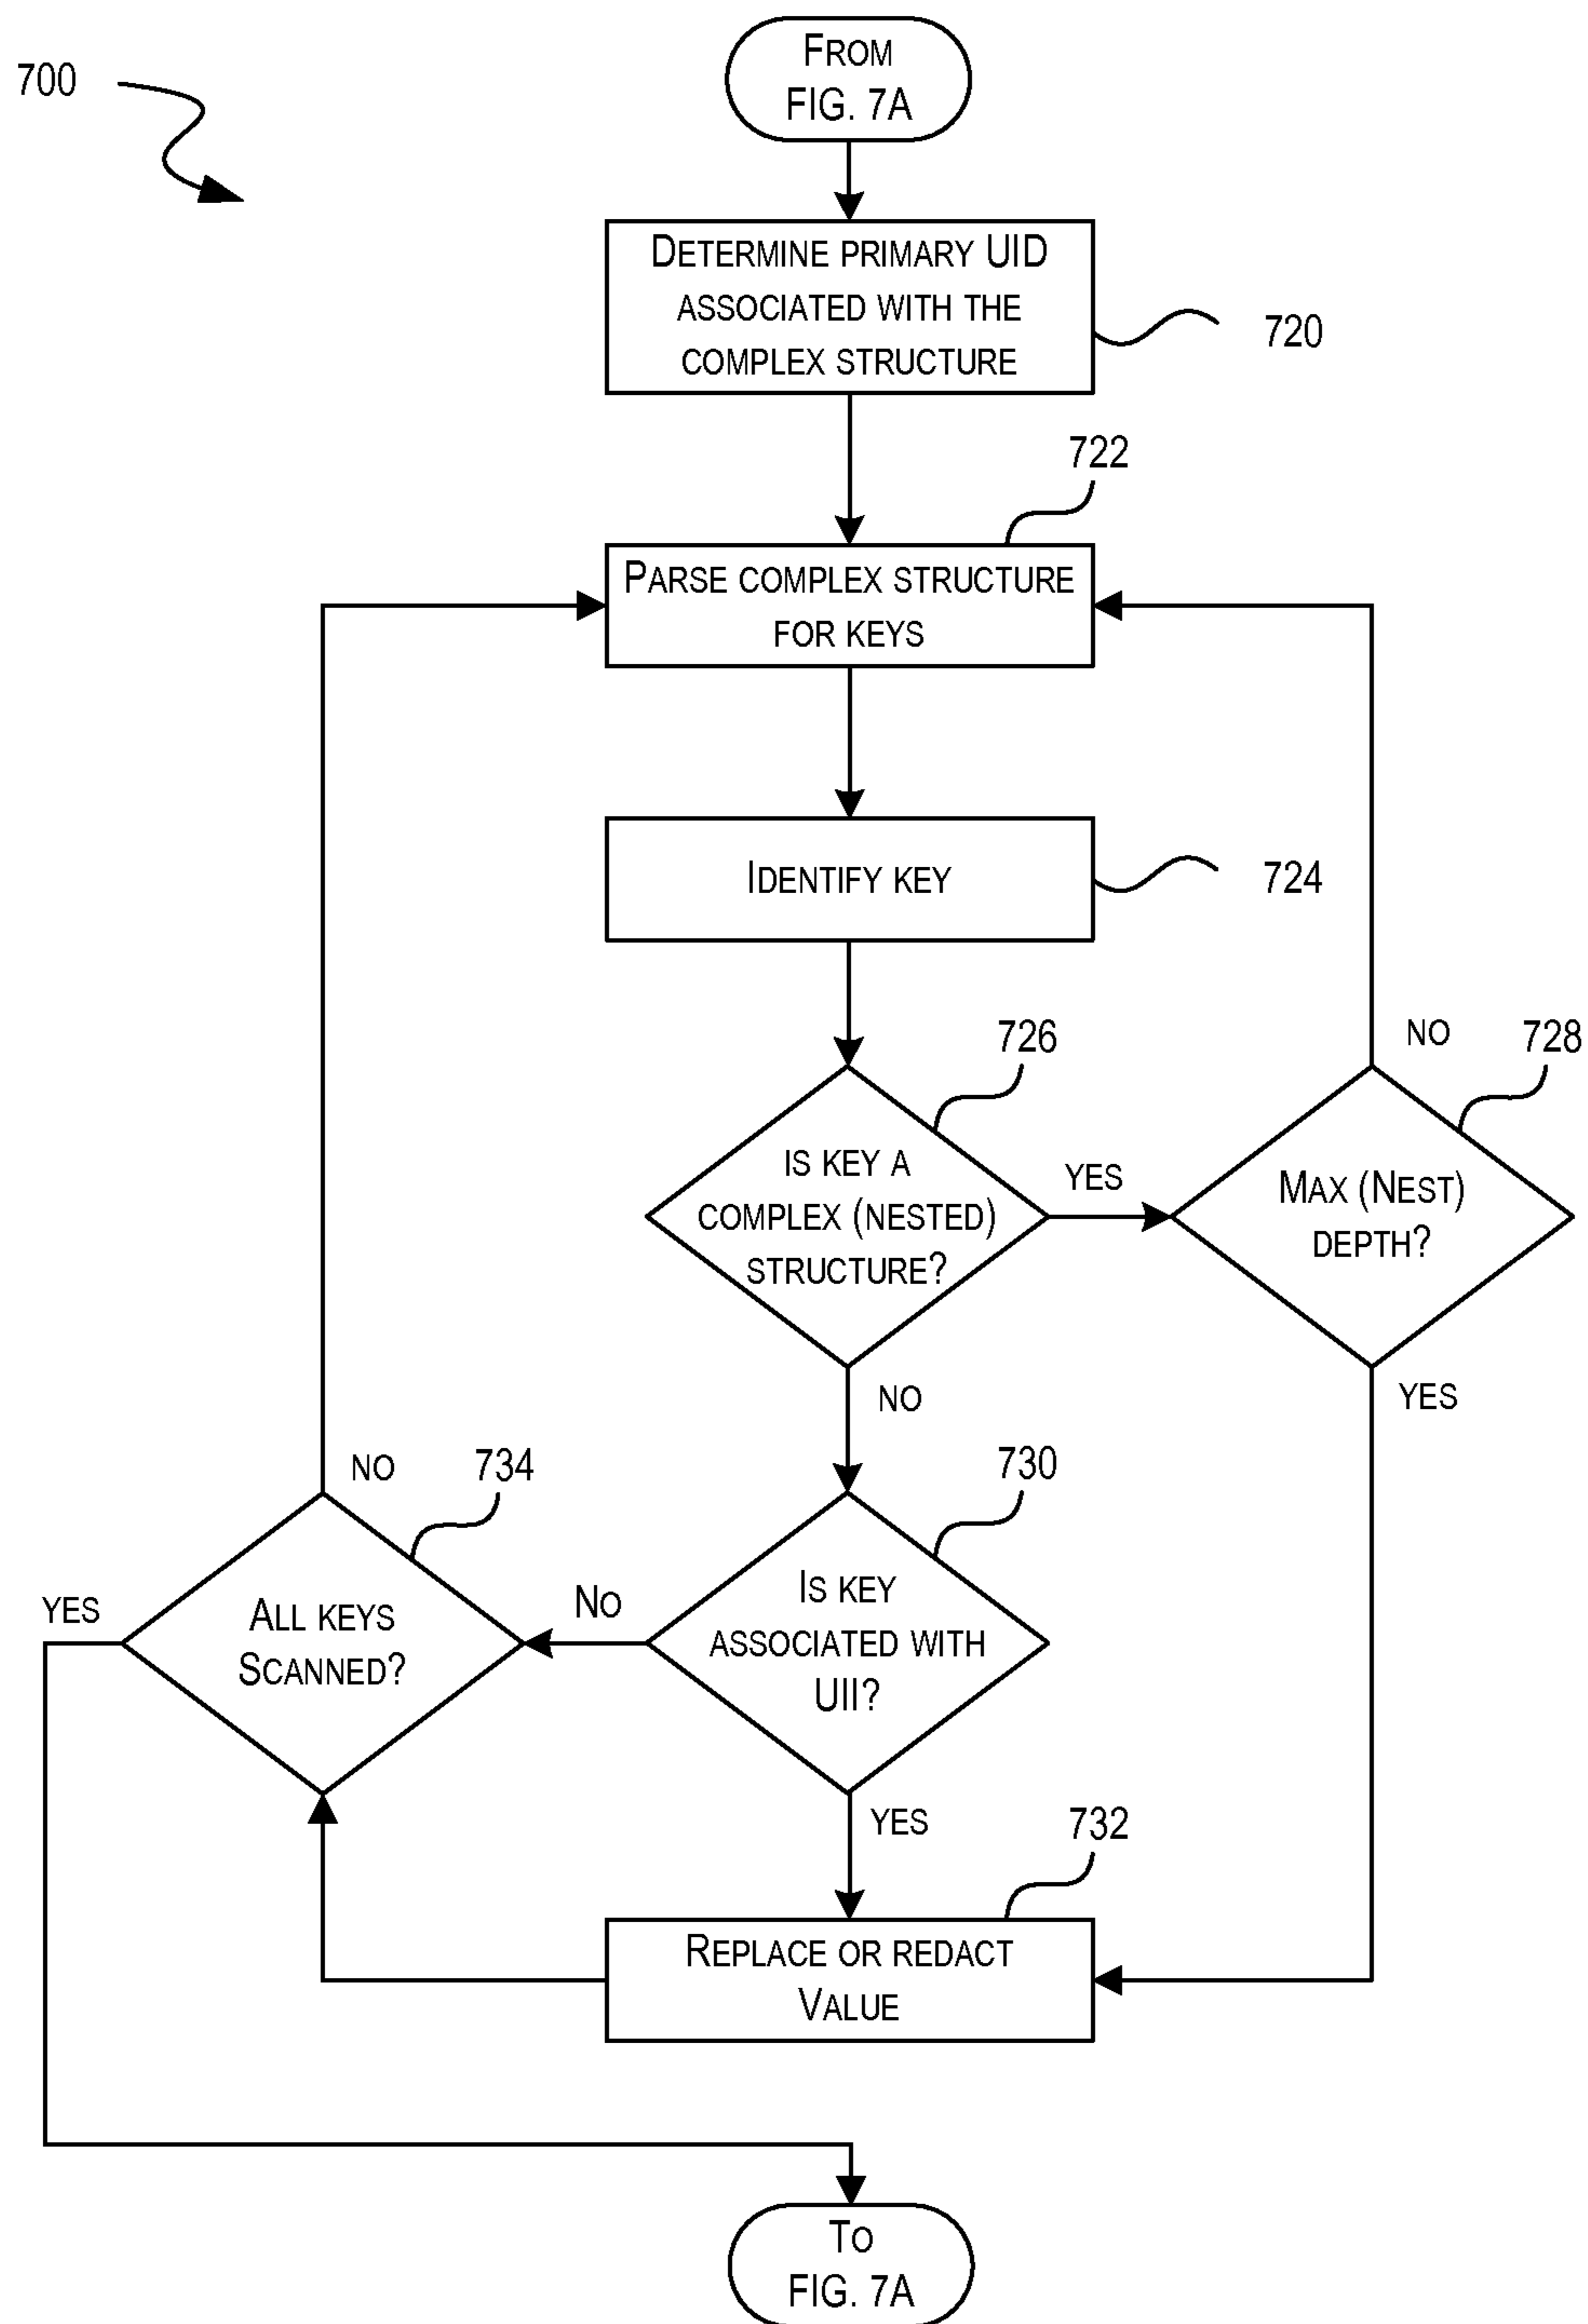 700
From
FIG. 7A
Determine primary UID
associated with the
complex structure
720
722
Parse complex structure
for keys
Identify key
724
726
728
is key a
complex (nested)
structure?
yes
no
Max (Nest)
depth?
no
yes
730
734
no
Is key
associated with
UII?
No
yes
All keys
Scanned?
yes
732
Replace or redact
Value
To
FIG. 7A